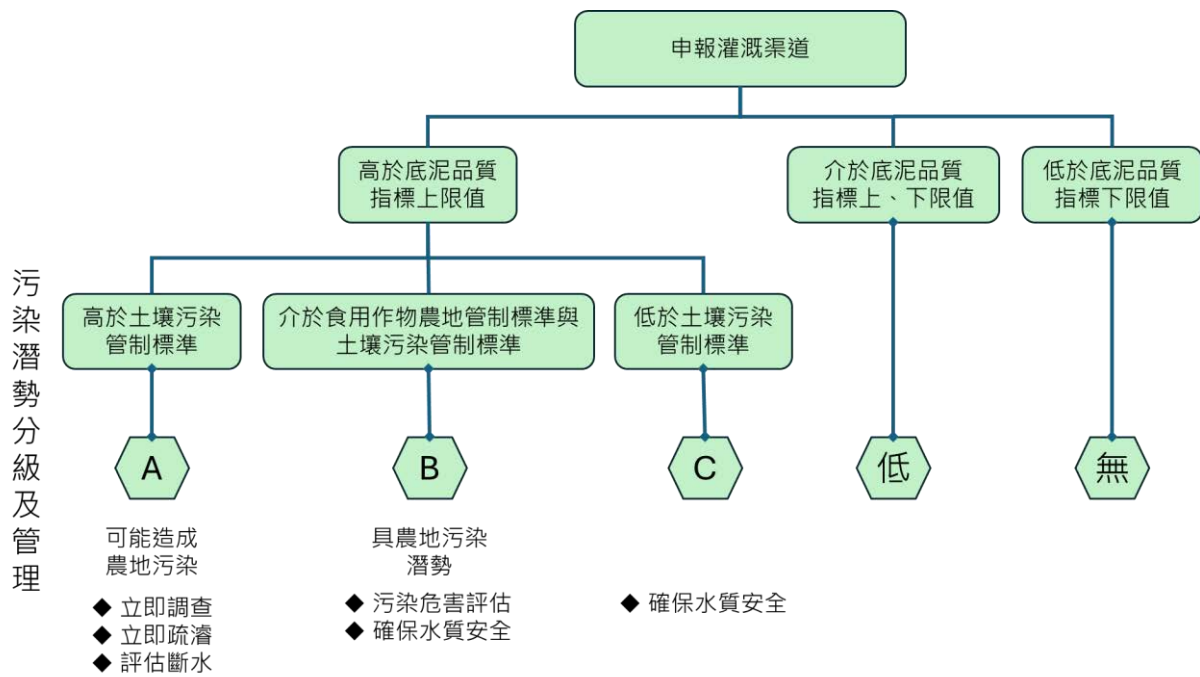 申報灌溉渠道
高於底泥品質
指標上限值
介於底泥品質
指標上、下限值
低於底泥品質
指標下限值
污染潛勢分級及管理
高於土壤污染
管制標準
介於食用作物農地管制標準與
土壤污染管制標準
低於土壤污染
管制標準
A
B
C
低
無
可能造成
農地污染
◆ 立即調查
◆ 立即疏濬
◆ 評估斷水
具農地污染
潛勢
◆ 污染危害評估
◆ 確保水質安全
◆ 確保水質安全